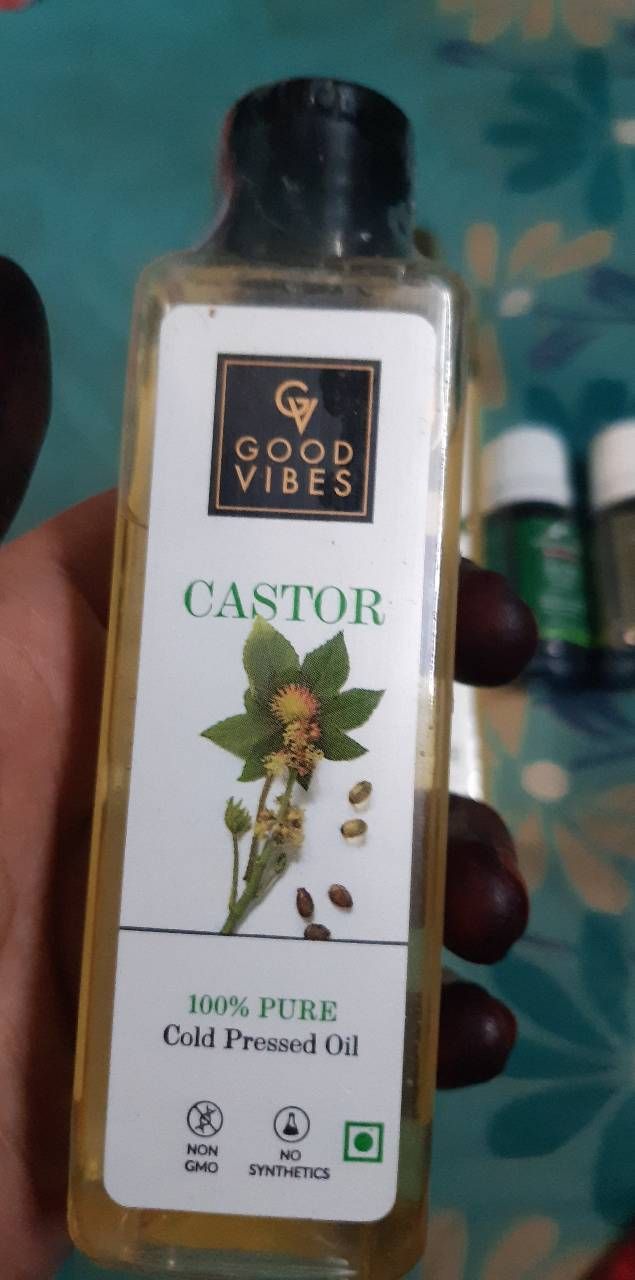 GV
GOOD
VIBES
CASTOR
100% PURE
Cold Pressed Oil
NON
GMO
NO
SYNTHETICS